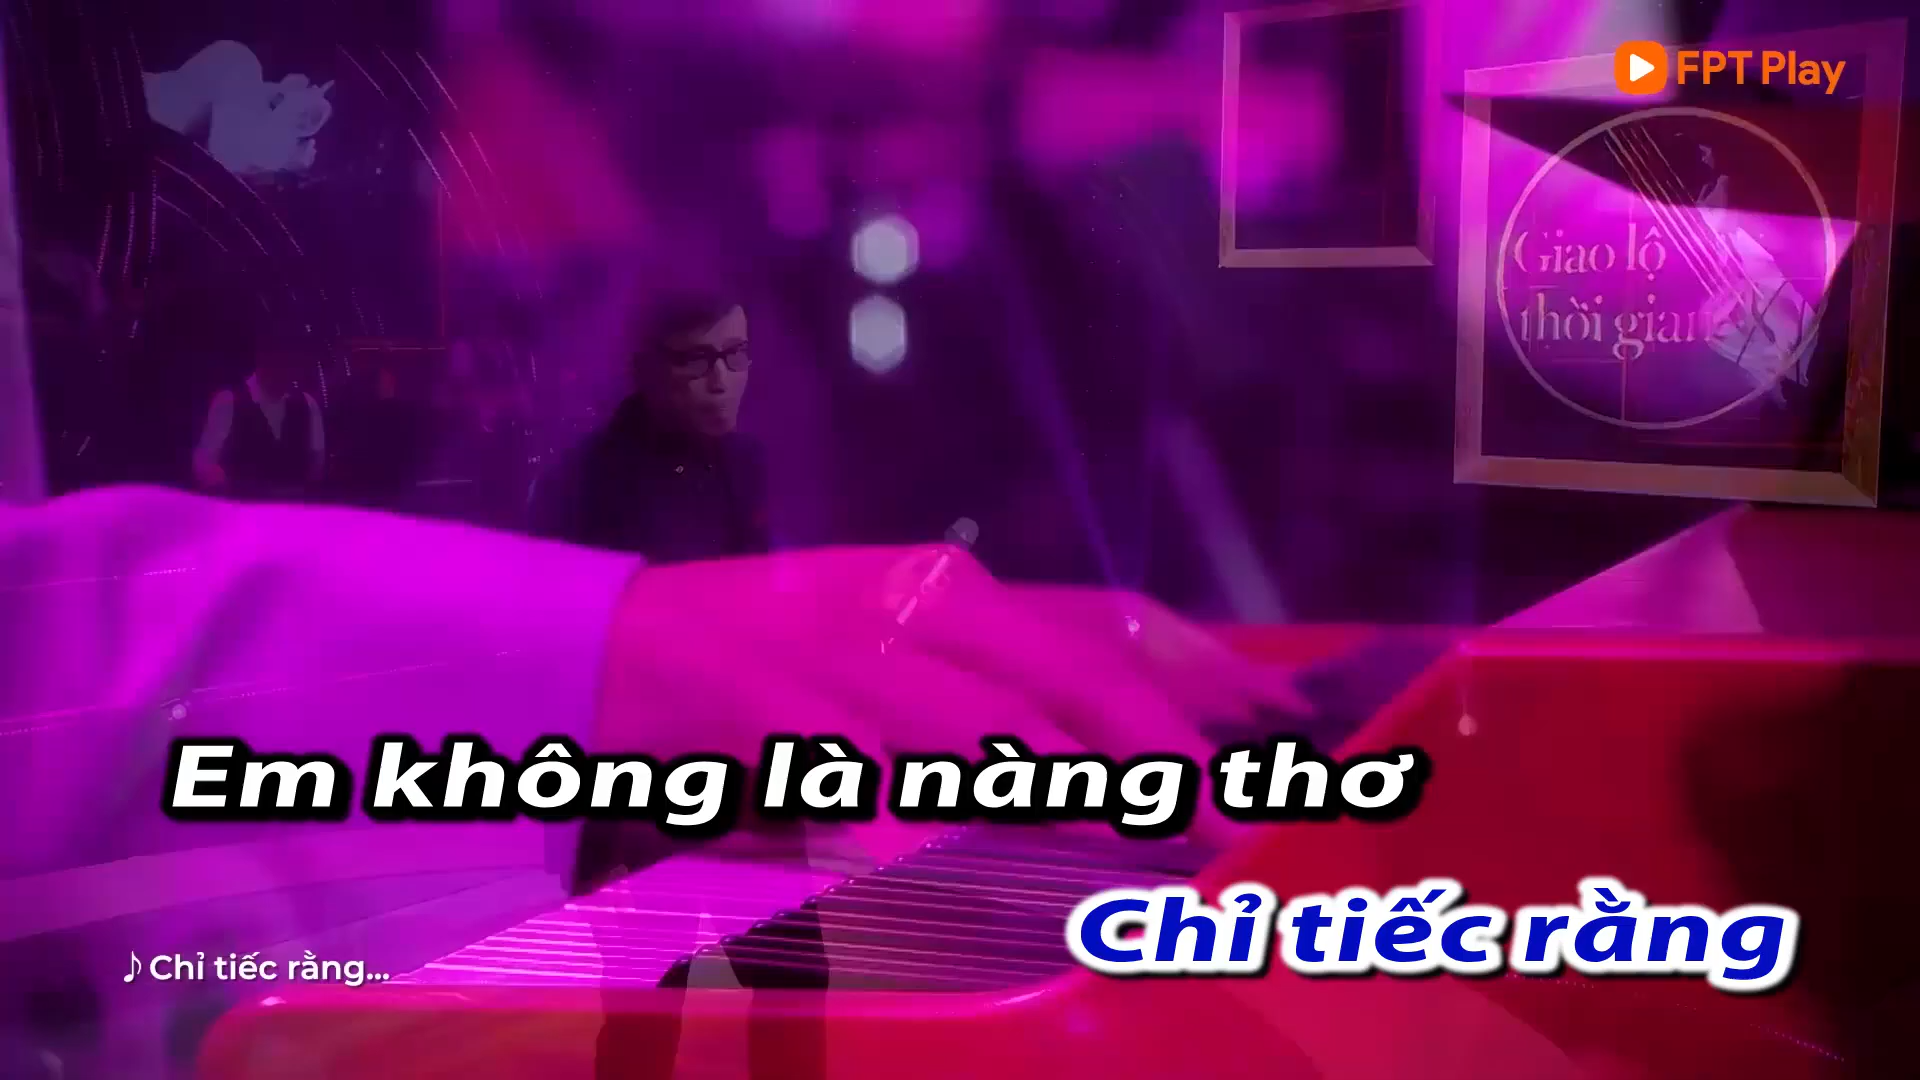 FPT Play
Giao lộ
thời gian
Em không là nàng thơ
Chỉ tiếc rằng
♪Chỉ tiếc rằng...